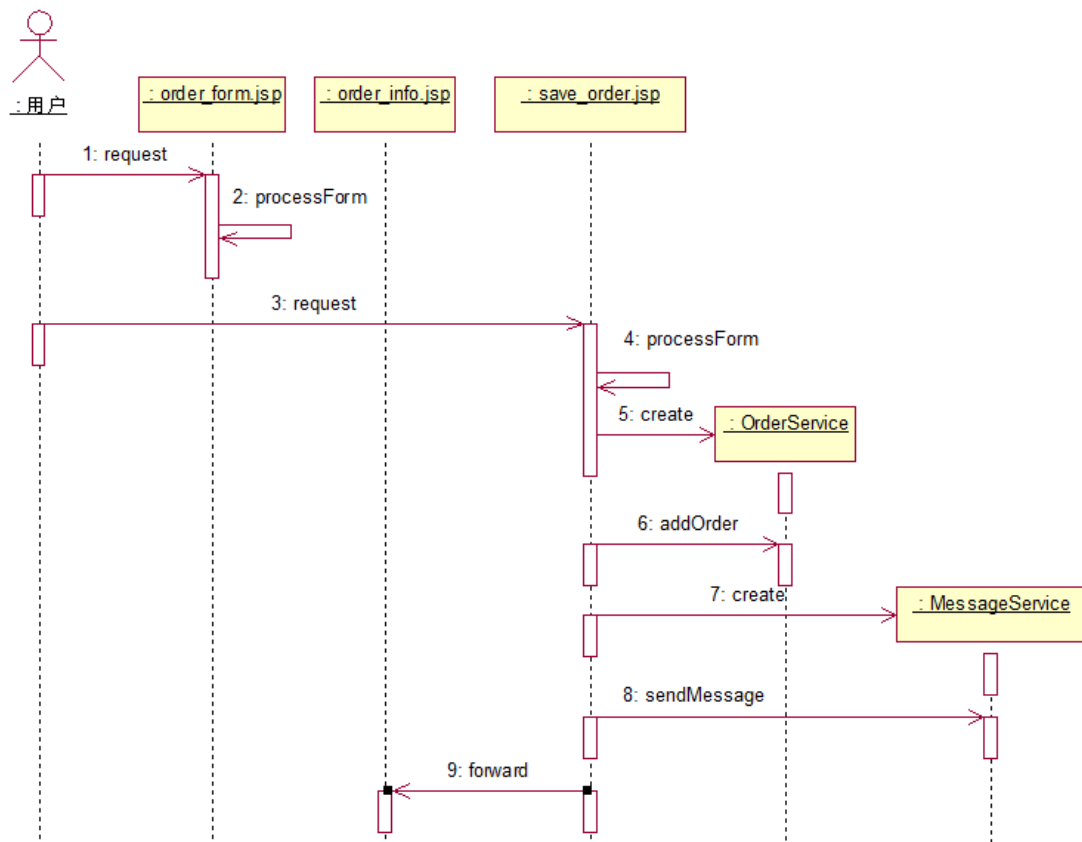 : 用户
: order_form.jsp
: order_info.jsp
: save_order.jsp
1: request
2: processForm
3: request
4: processForm
5: create
: OrderService
6: addOrder
7: create
: MessageService
8: sendMessage
9: forward